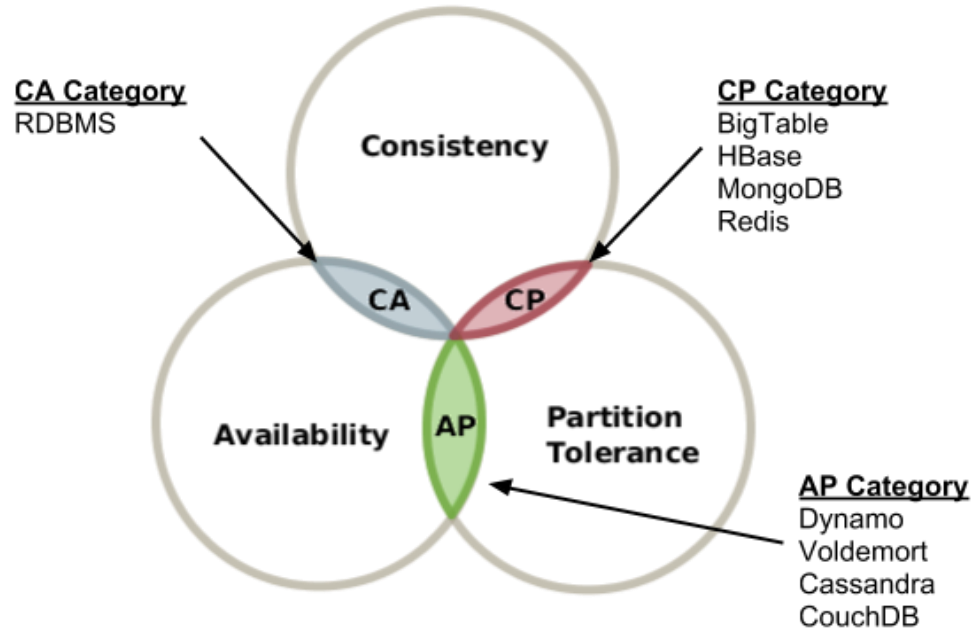 CA Category
RDBMS
CP Category
BigTable
HBase
MongoDB
Redis
Consistency
CA
CP
Availability
AP
Partition
Tolerance
AP Category
Dynamo
Voldemort
Cassandra
CouchDB